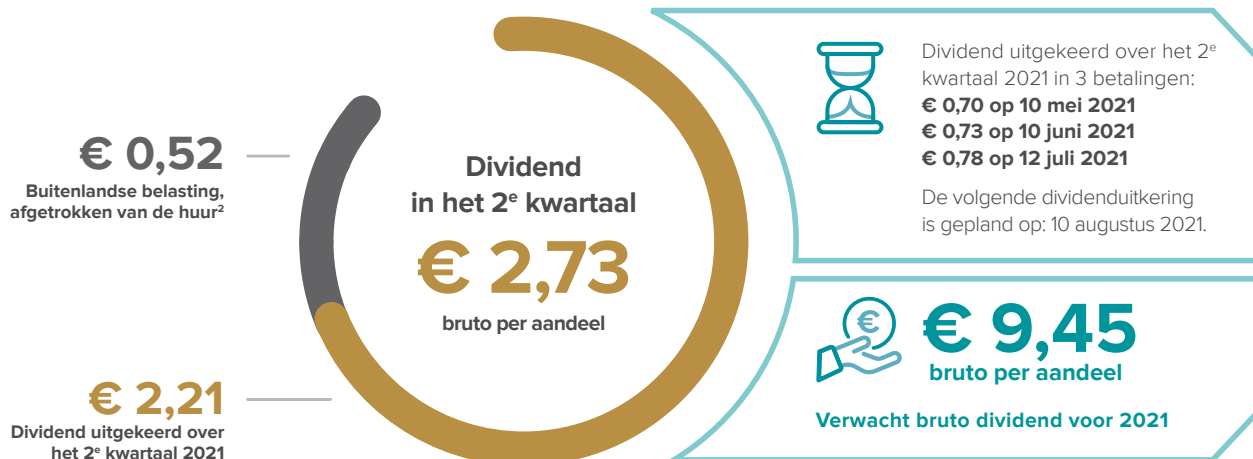 € 0,52
Buitenlandse belasting,
afgetrokken van de huur²
€ 2,21
Dividend uitgekeerd over
het 2e kwartaal 2021
Dividend
in het 2e kwartaal
€ 2,73
bruto per aandeel
Dividend uitgekeerd over het 2e
kwartaal 2021 in 3 betalingen:
€ 0,70 op 10 mei 2021
€ 0,73 op 10 juni 2021
€ 0,78 op 12 juli 2021
De volgende dividenduitkering
is gepland op: 10 augustus 2021.
€
€ 9,45
bruto per aandeel
Verwacht bruto dividend voor 2021